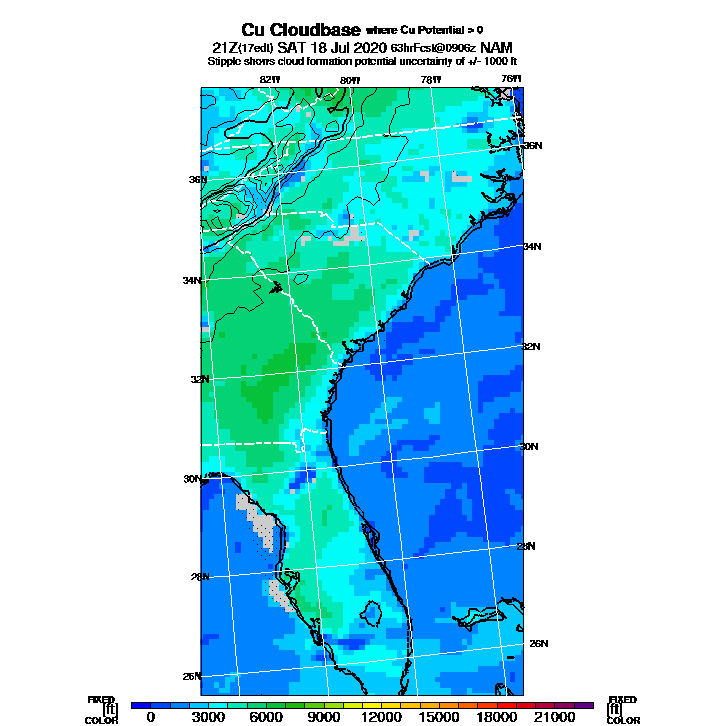 Cu Cloudbase where Cu Potential > 0
21Z(17edt) SAT 18 Jul 2020 63hrFcst@0906z NAM
Stipple shows cloud formation potential uncertainty of +/- 1000 ft
82W 80W 78W 76W
36N 36N
34N 34N
32N 32N
30N 30N
28N 28N
26N 26N
FIXED FIXED
[ft] [ft]
COLOR COLOR
0 3000 6000 9000 12000 15000 18000 21000